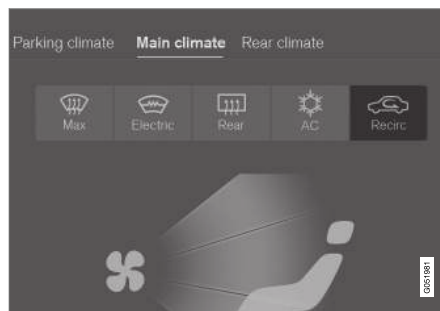 Parking climate Main climate Rear climate
Max Electric Rear AC Recirc
G051981